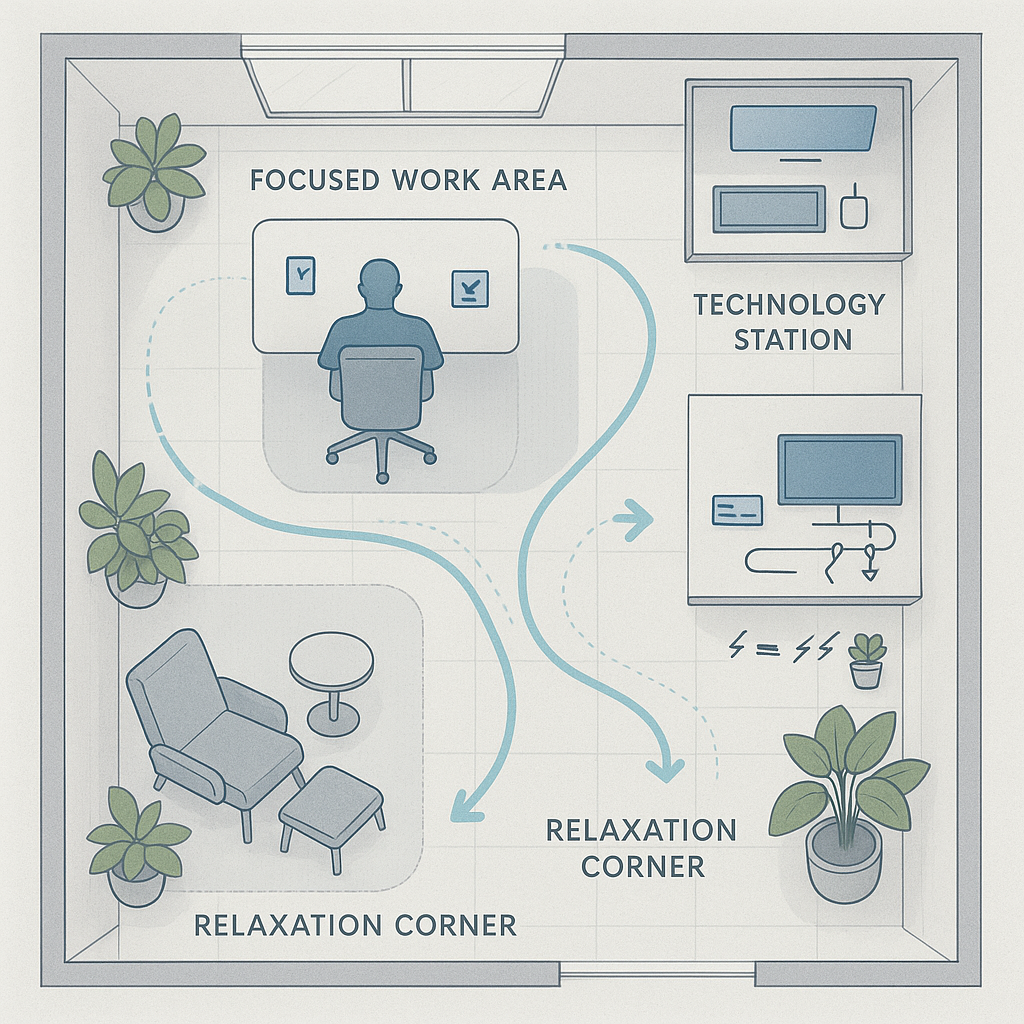 FOCUSED WORK AREA
TECHNOLOGY
STATION
RELAXATION
CORNER
RELAXATION CORNER